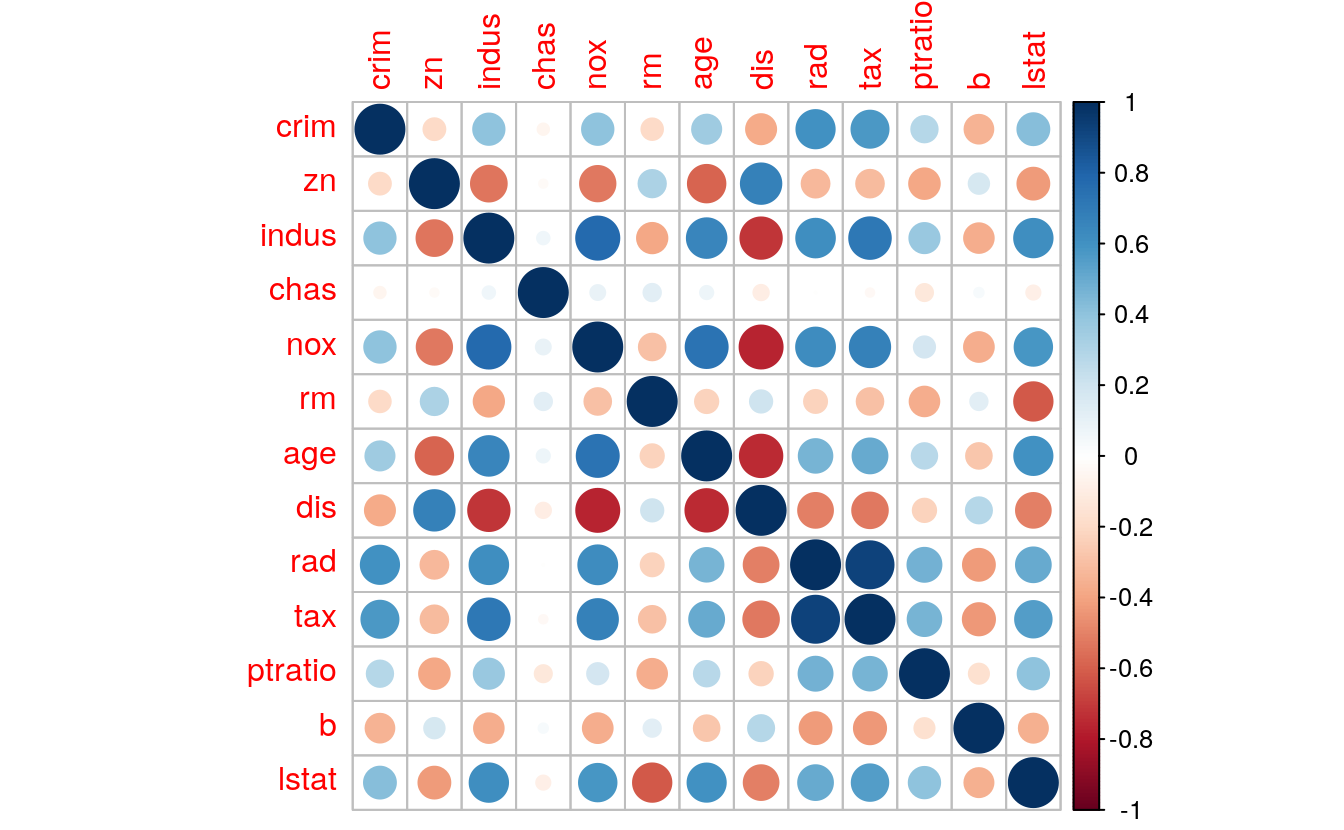 crim zn indus chas nox rm age dis rad tax ptratio b lstat
crim
zn
indus
chas
nox
rm
age
dis
rad
tax
ptratio
b
lstat
1
0.8
0.6
0.4
0.2
0
-0.2
-0.4
-0.6
-0.8
-1